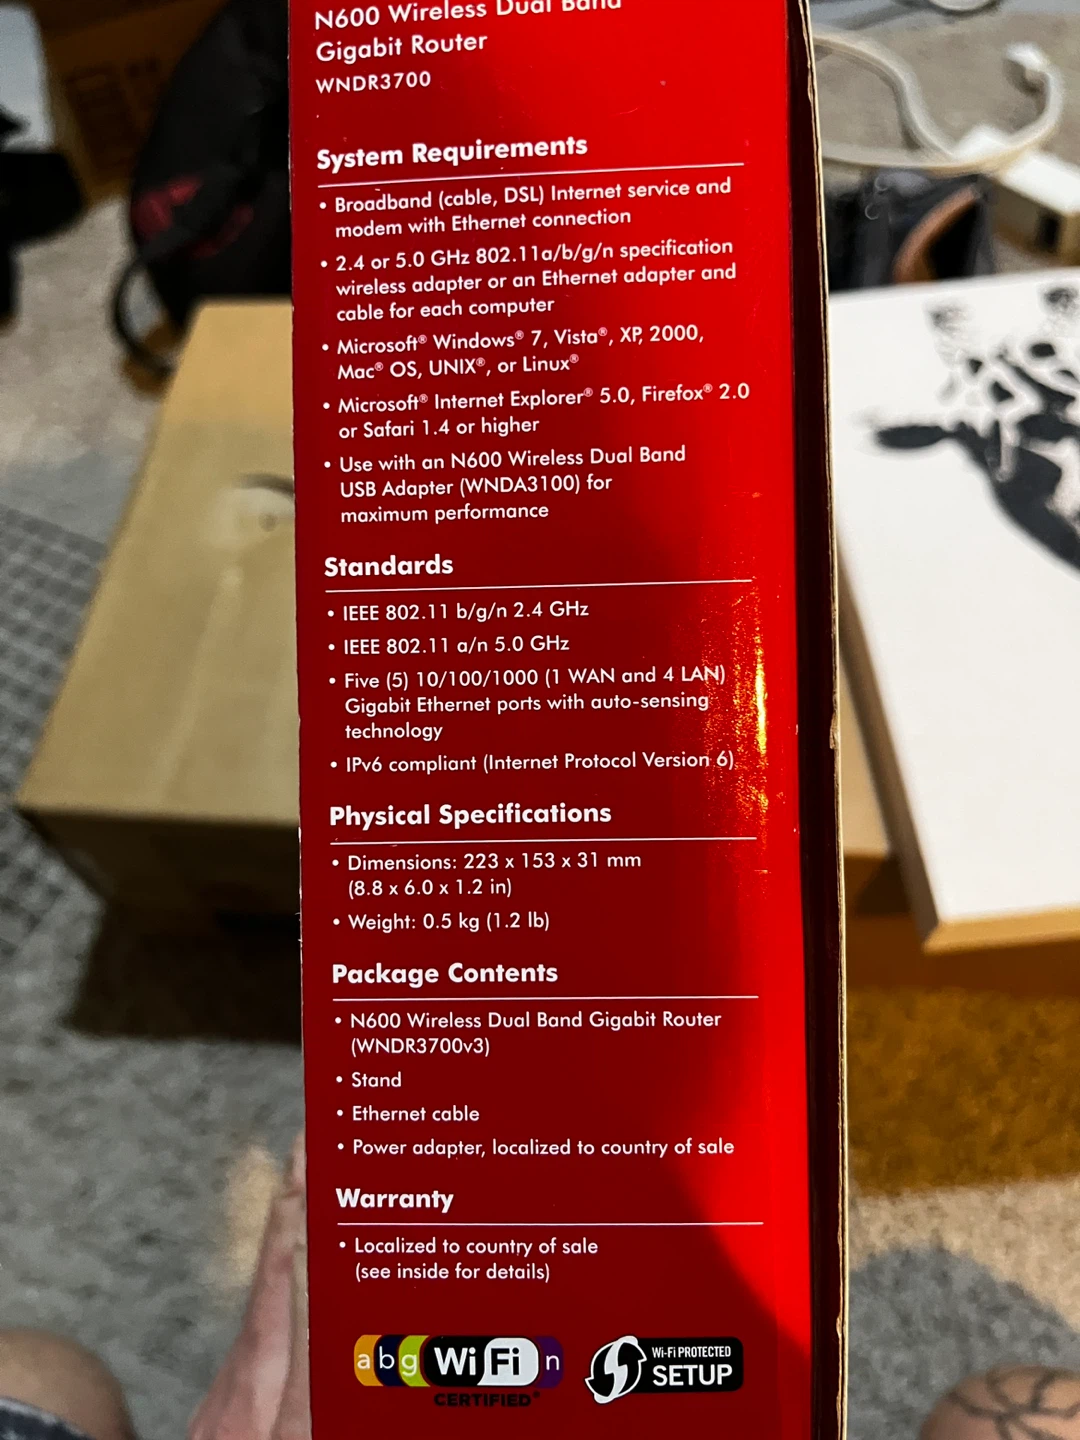 N600 Wireless Dual Band
Gigabit Router
WNDR3700
System Requirements
• Broadband (cable, DSL) Internet service and
modem with Ethernet connection
• 2.4 or 5.0 GHz 802.11a/b/g/n specification
wireless adapter or an Ethernet adapter and
cable for each computer
• Microsoft® Windows® 7, Vista®, XP, 2000,
Mac® OS, UNIX®, or Linux®
• Microsoft® Internet Explorer® 5.0, Firefox® 2.0
or Safari 1.4 or higher
• Use with an N600 Wireless Dual Band
USB Adapter (WNDA3100) for
maximum performance
Standards
• IEEE 802.11 b/g/n 2.4 GHz
• IEEE 802.11 a/n 5.0 GHz
• Five (5) 10/100/1000 (1 WAN and 4 LAN)
Gigabit Ethernet ports with auto-sensing
technology
• IPv6 compliant (Internet Protocol Version 6)
Physical Specifications
• Dimensions: 223 x 153 x 31 mm
(8.8 x 6.0 x 1.2 in)
• Weight: 0.5 kg (1.2 lb)
Package Contents
• N600 Wireless Dual Band Gigabit Router
(WNDR3700v3)
• Stand
• Ethernet cable
• Power adapter, localized to country of sale
Warranty
• Localized to country of sale
(see inside for details)
a b g Wi Fi n
CERTIFIED®
Wi-Fi PROTECTED
SETUP